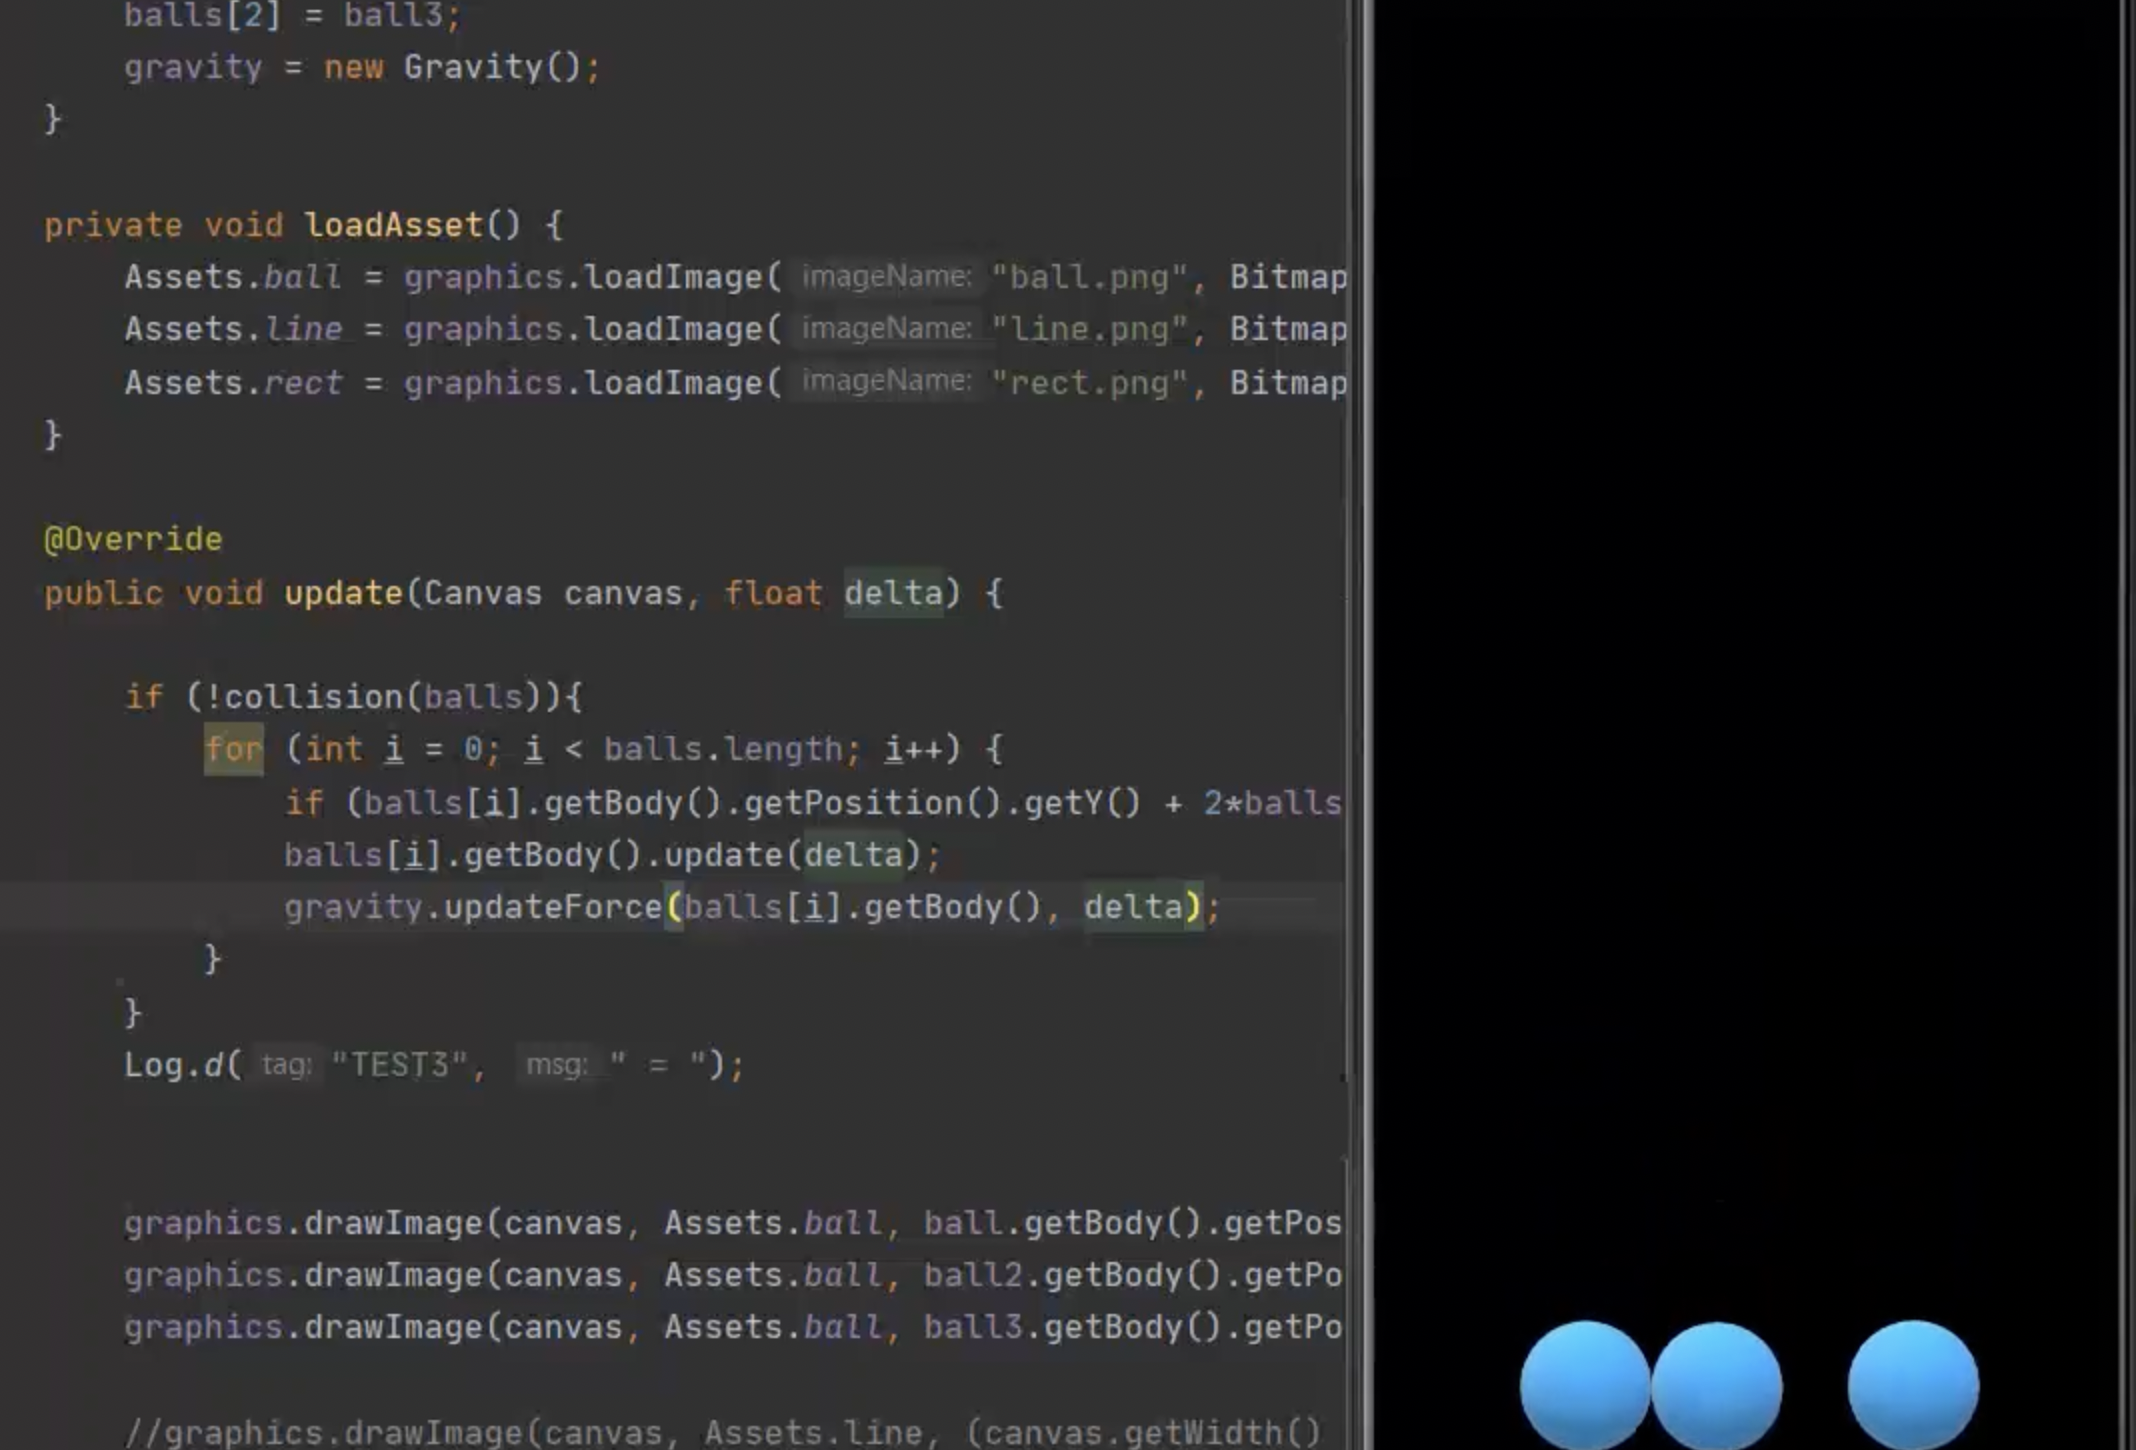 balls[2] = ball3;
gravity = new Gravity();
}
private void loadAsset() {
Assets.ball = graphics.loadImage( imageName: "ball.png", Bitmap
Assets.line = graphics.loadImage( imageName: "line.png", Bitmap
Assets.rect = graphics.loadImage( imageName: "rect.png", Bitmap
}
@Override
public void update(Canvas canvas, float delta) {
if (!collision(balls)){
for (int i = 0; i < balls.length; i++) {
if (balls[i].getBody().getPosition().getY() + 2*balls
balls[i].getBody().update(delta);
gravity.updateForce(balls[i].getBody(), delta);
}
}
Log.d( tag: "TEST3", msg: " = ");
graphics.drawImage(canvas, Assets.ball, ball.getBody().getPos
graphics.drawImage(canvas, Assets.ball, ball2.getBody().getPo
graphics.drawImage(canvas, Assets.ball, ball3.getBody().getPo
//graphics.drawImage(canvas, Assets.line, (canvas.getWidth()